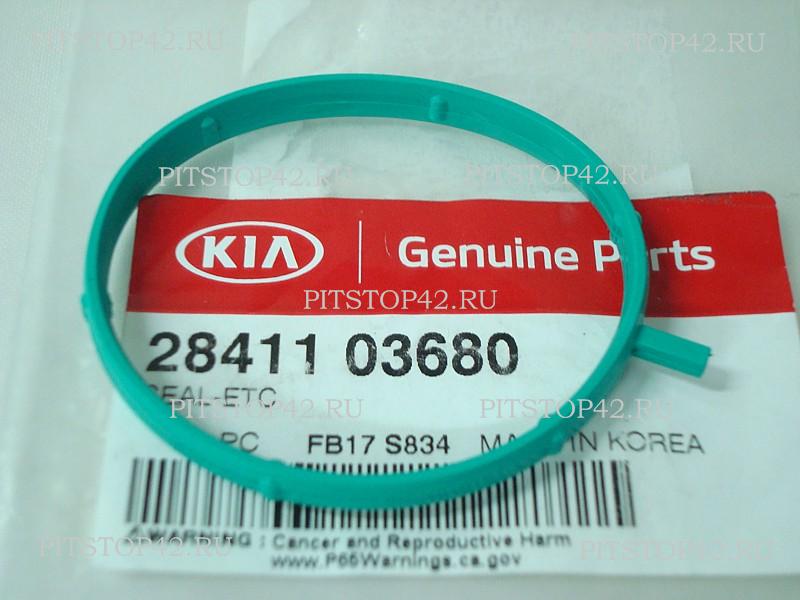 PITSTOP42.RU PITSTOP42.RU
PITSTOP42.RU PITSTOP42.RU
KIA Genuine Parts
PITSTOP42.RU
28411 03680
SEAL-ETC
PITSTOP42.RU PITSTOP42.RU
PC FB17 S834 MADE IN KOREA
WARNING : Cancer and Reproductive Harm
www.P65Warnings.ca.gov
PITSTOP42.RU PITSTOP42.RU